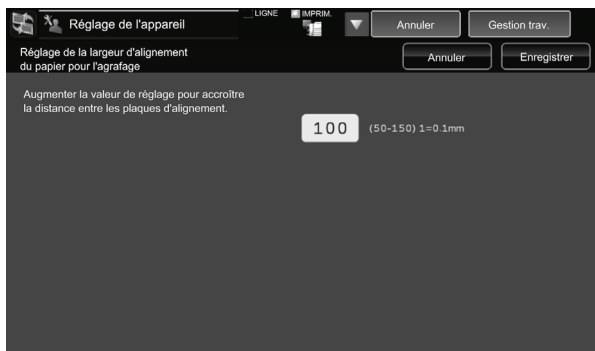 LIGNE
IMPRIM.
Réglage de l'appareil
Annuler
Gestion trav.
Réglage de la largeur d'alignement
du papier pour l'agrafage
Annuler
Enregistrer
Augmenter la valeur de réglage pour accroître
la distance entre les plaques d'alignement.
100
(50-150) 1=0.1mm